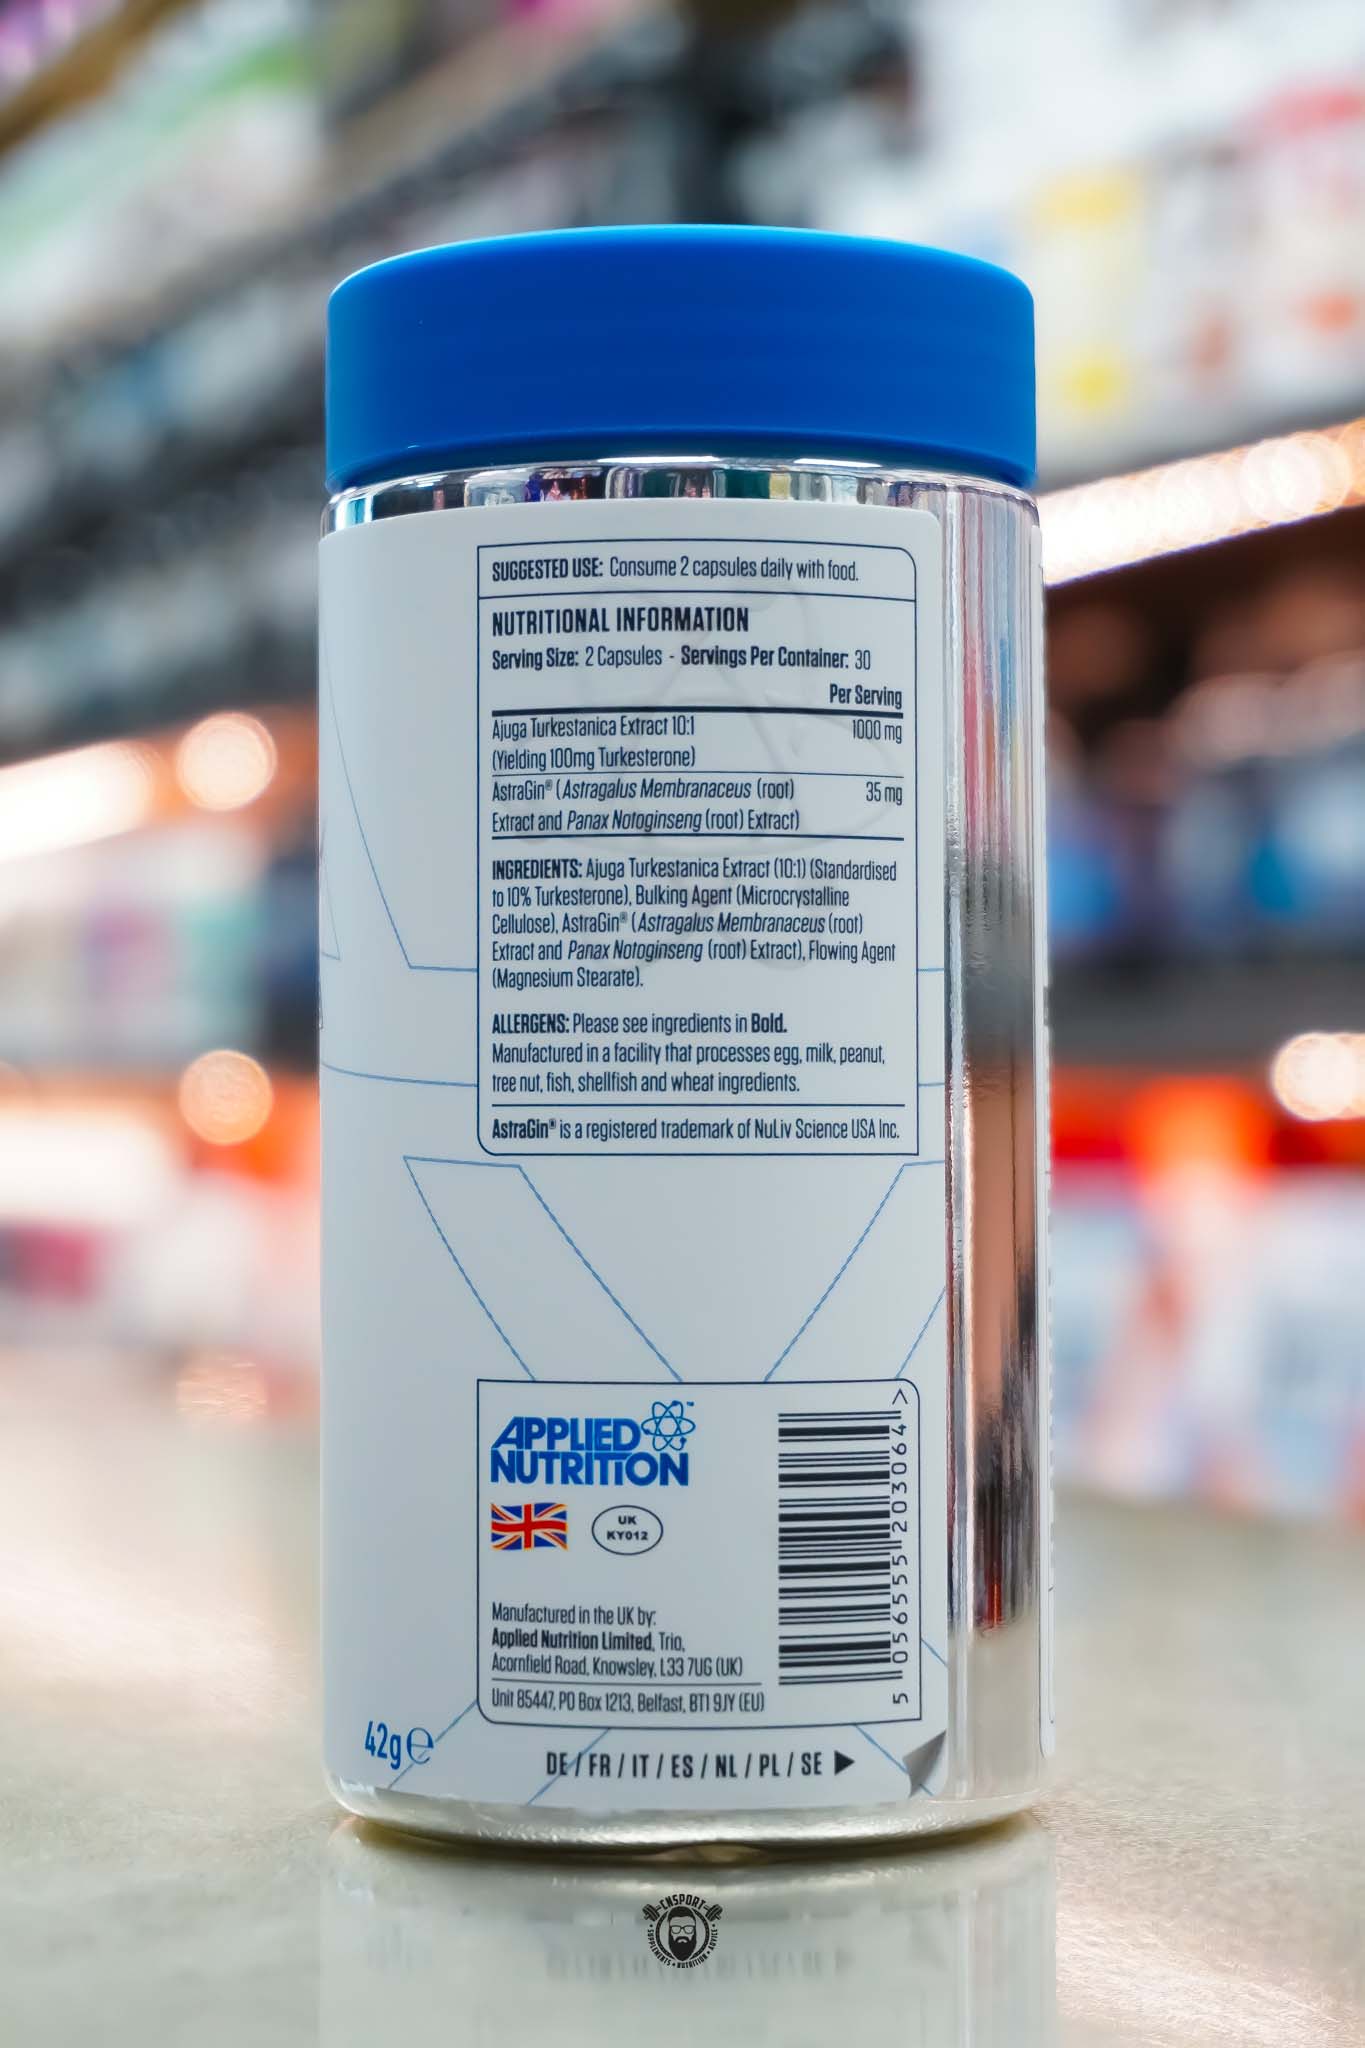 SUGGESTED USE: Consume 2 capsules daily with food.
NUTRITIONAL INFORMATION
Serving Size: 2 Capsules - Servings Per Container: 30
Per Serving
Ajuga Turkestanica Extract 10:1 1000 mg
(Yielding 100mg Turkesterone)
AstraGin® (Astragalus Membranaceus (root) 35 mg
Extract and Panax Notoginseng (root) Extract)
INGREDIENTS: Ajuga Turkestanica Extract (10:1) (Standardised
to 10% Turkesterone), Bulking Agent (Microcrystalline
Cellulose), AstraGin® (Astragalus Membranaceus (root)
Extract and Panax Notoginseng (root) Extract), Flowing Agent
(Magnesium Stearate).
ALLERGENS: Please see ingredients in Bold.
Manufactured in a facility that processes egg, milk, peanut,
tree nut, fish, shellfish and wheat ingredients.
AstraGin® is a registered trademark of NuLiv Science USA Inc.
APPLIED
NUTRITION™
UK
KY012
Manufactured in the UK by:
Applied Nutrition Limited, Trio,
Acornfield Road, Knowsley, L33 7UG (UK)
Unit 85447, PO Box 1213, Belfast, BT1 9JY (EU)
5 056555 203064 >
42g ℮
DE / FR / IT / ES / NL / PL / SE ▶
CNSPORT
SUPPLEMENTS • NUTRITION • ADVICE